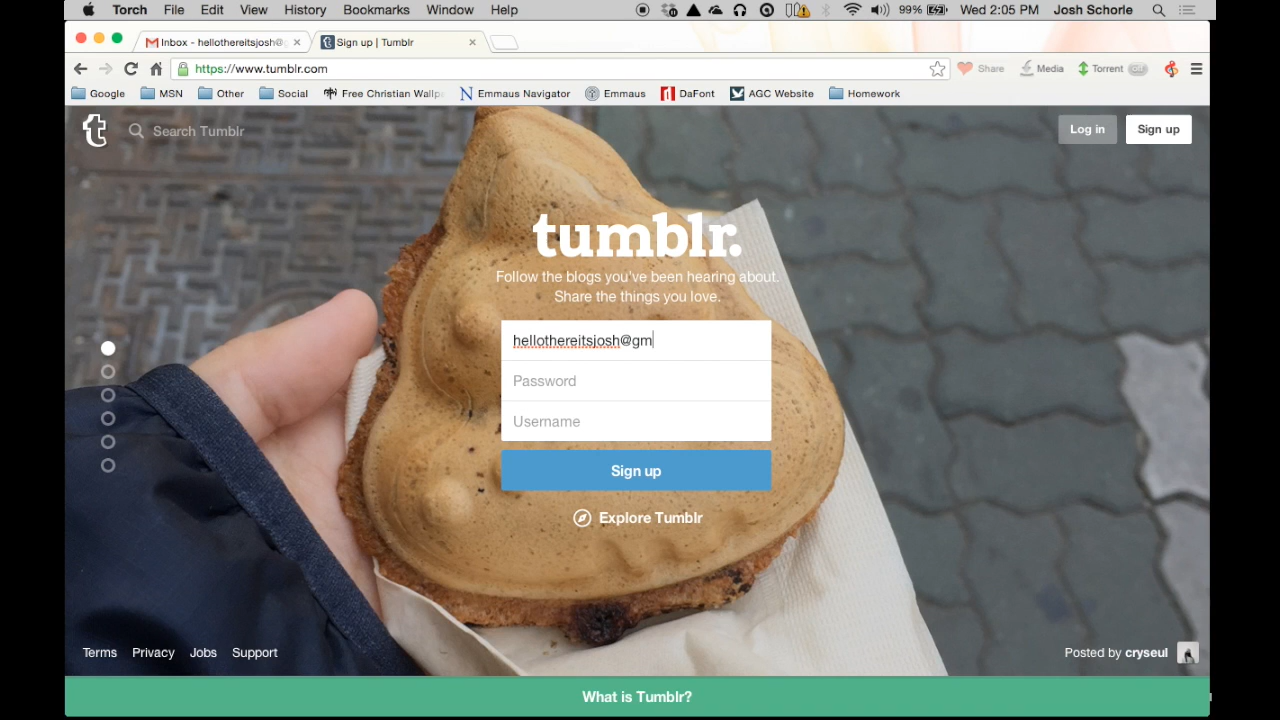 Torch File Edit View History Bookmarks Window Help 99% Wed 2:05 PM Josh Schorle
Inbox - hellothereitsjosh@g
Sign up | Tumblr
https://www.tumblr.com
Share Media Torrent Off
Google MSN Other Social Free Christian Wallp Emmaus Navigator Emmaus DaFont AGC Website Homework
t Search Tumblr Log in Sign up
tumblr.
Follow the blogs you've been hearing about.
Share the things you love.
hellothereitsjosh@gm
Password
Username
Sign up
Explore Tumblr
Terms Privacy Jobs Support Posted by cryseul
What is Tumblr?